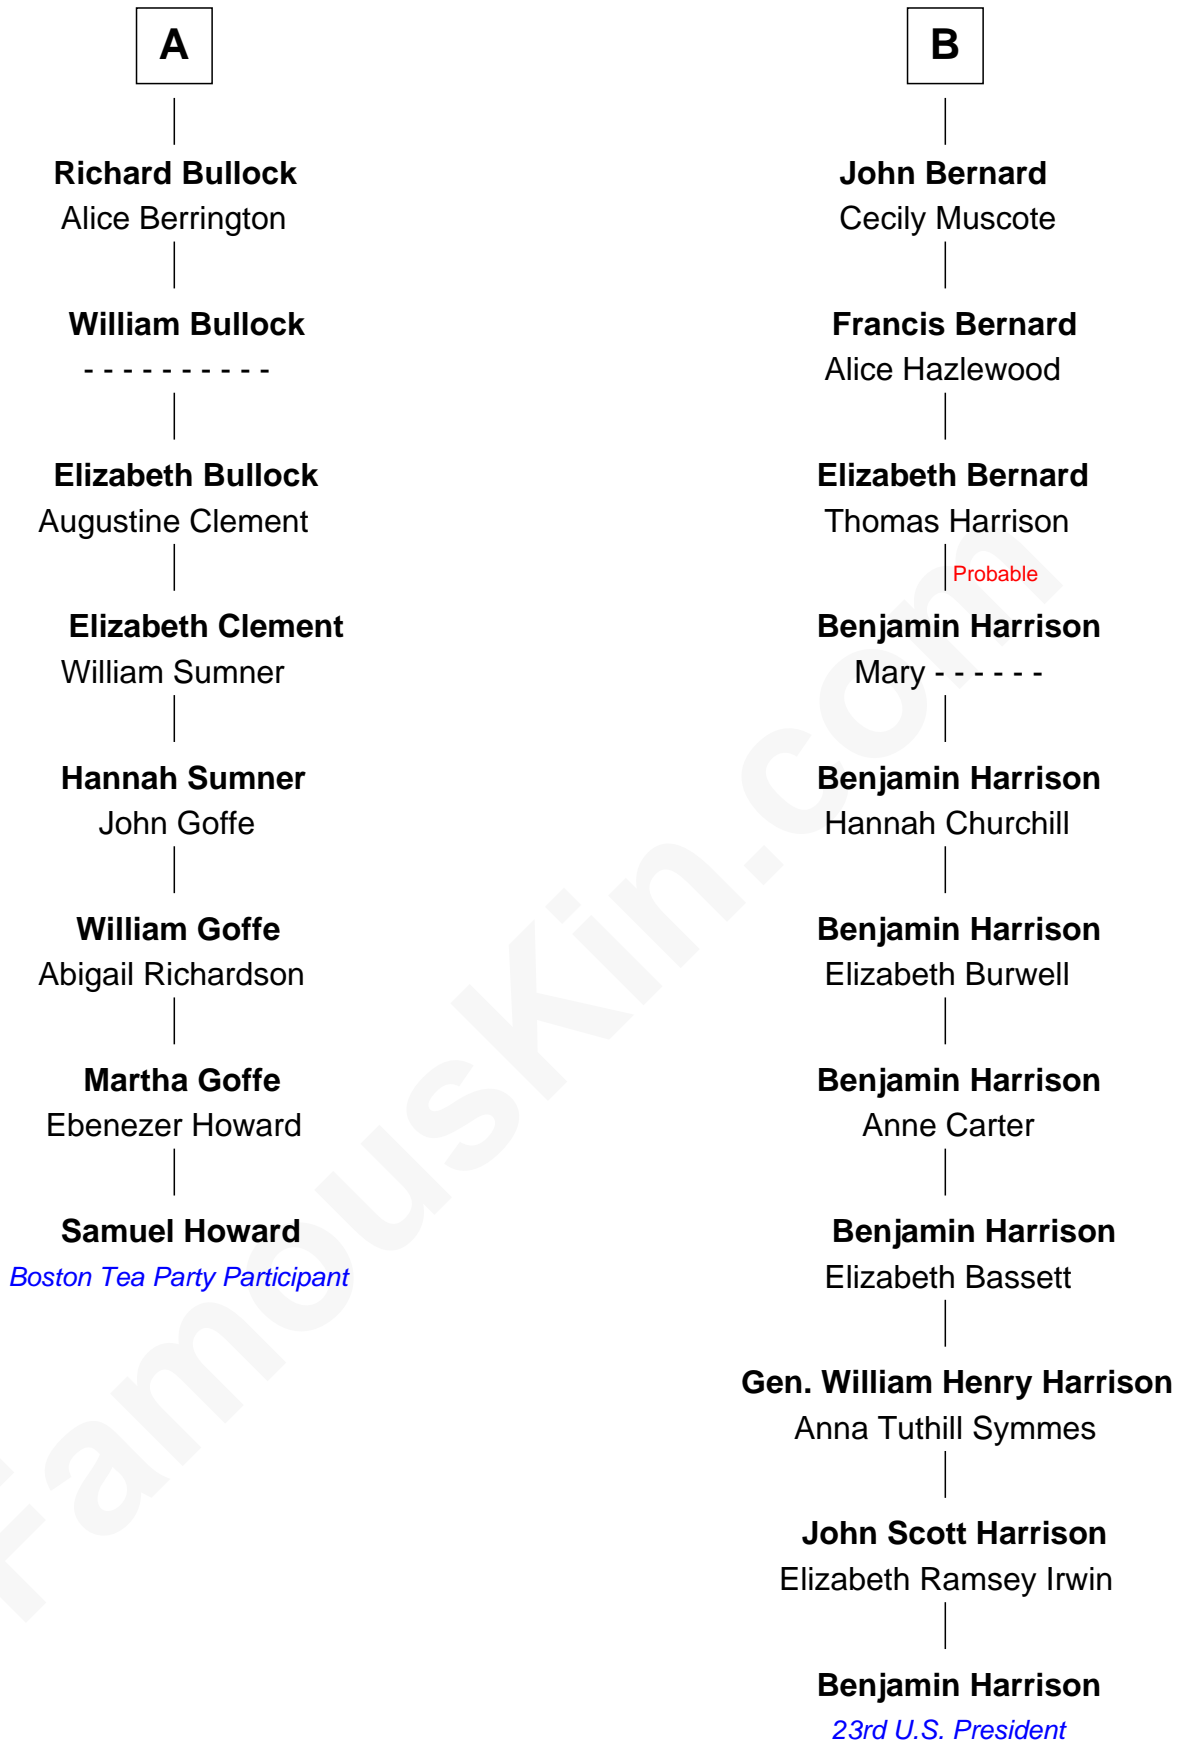 A
Richard Bullock
Alice Berrington
William Bullock
- - - - - - - - - -
Elizabeth Bullock
Augustine Clement
Elizabeth Clement
William Sumner
Hannah Sumner
John Goffe
William Goffe
Abigail Richardson
Martha Goffe
Ebenezer Howard
Samuel Howard
Boston Tea Party Participant
B
John Bernard
Cecily Muscote
Francis Bernard
Alice Hazlewood
Elizabeth Bernard
Thomas Harrison
Probable
Benjamin Harrison
Mary - - - - - -
Benjamin Harrison
Hannah Churchill
Benjamin Harrison
Elizabeth Burwell
Benjamin Harrison
Anne Carter
Benjamin Harrison
Elizabeth Bassett
Gen. William Henry Harrison
Anna Tuthill Symmes
John Scott Harrison
Elizabeth Ramsey Irwin
Benjamin Harrison
23rd U.S. President
FamousKin.com